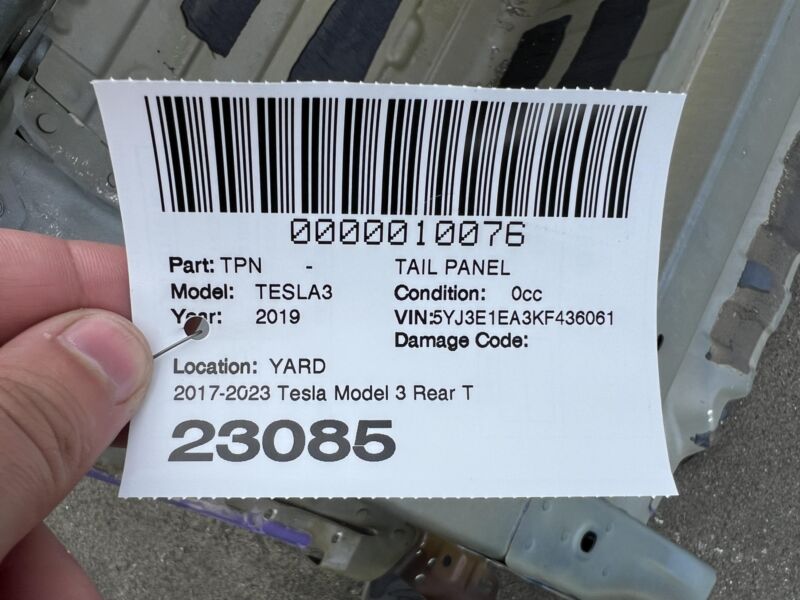 0000010076
Part: TPN - TAIL PANEL
Model: TESLA3 Condition: 0cc
Year: 2019 VIN:5YJ3E1EA3KF436061
Damage Code:
Location: YARD
2017-2023 Tesla Model 3 Rear T
23085